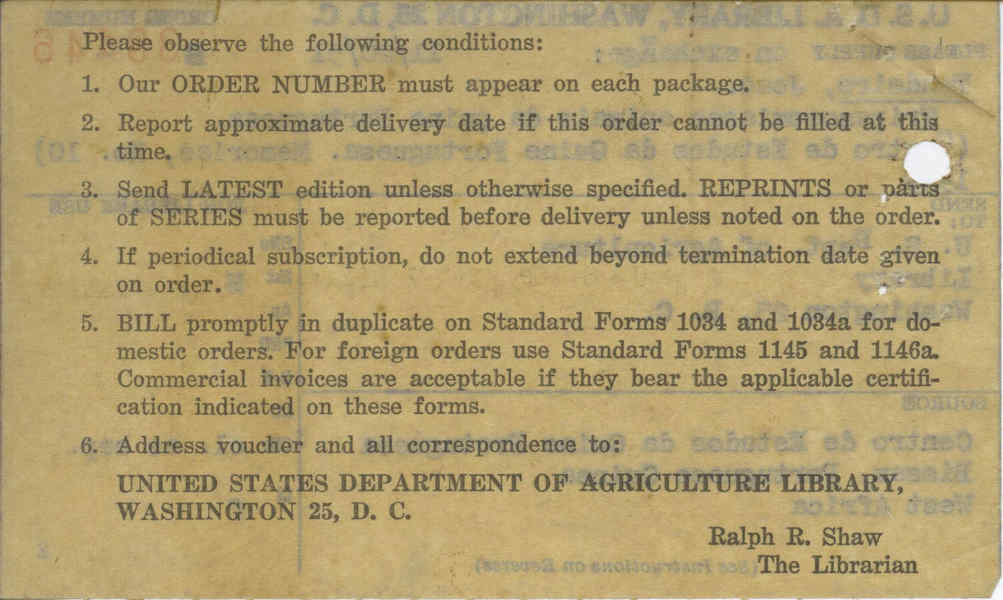 Please observe the following conditions:
1. Our ORDER NUMBER must appear on each package.
2. Report approximate delivery date if this order cannot be filled at this
time.
3. Send LATEST edition unless otherwise specified. REPRINTS or parts
of SERIES must be reported before delivery unless noted on the order.
4. If periodical subscription, do not extend beyond termination date given
on order.
5. BILL promptly in duplicate on Standard Forms 1034 and 1034a for do-
mestic orders. For foreign orders use Standard Forms 1145 and 1146a.
Commercial invoices are acceptable if they bear the applicable certifi-
cation indicated on these forms.
6. Address voucher and all correspondence to:
UNITED STATES DEPARTMENT OF AGRICULTURE LIBRARY,
WASHINGTON 25, D. C.
Ralph R. Shaw
The Librarian